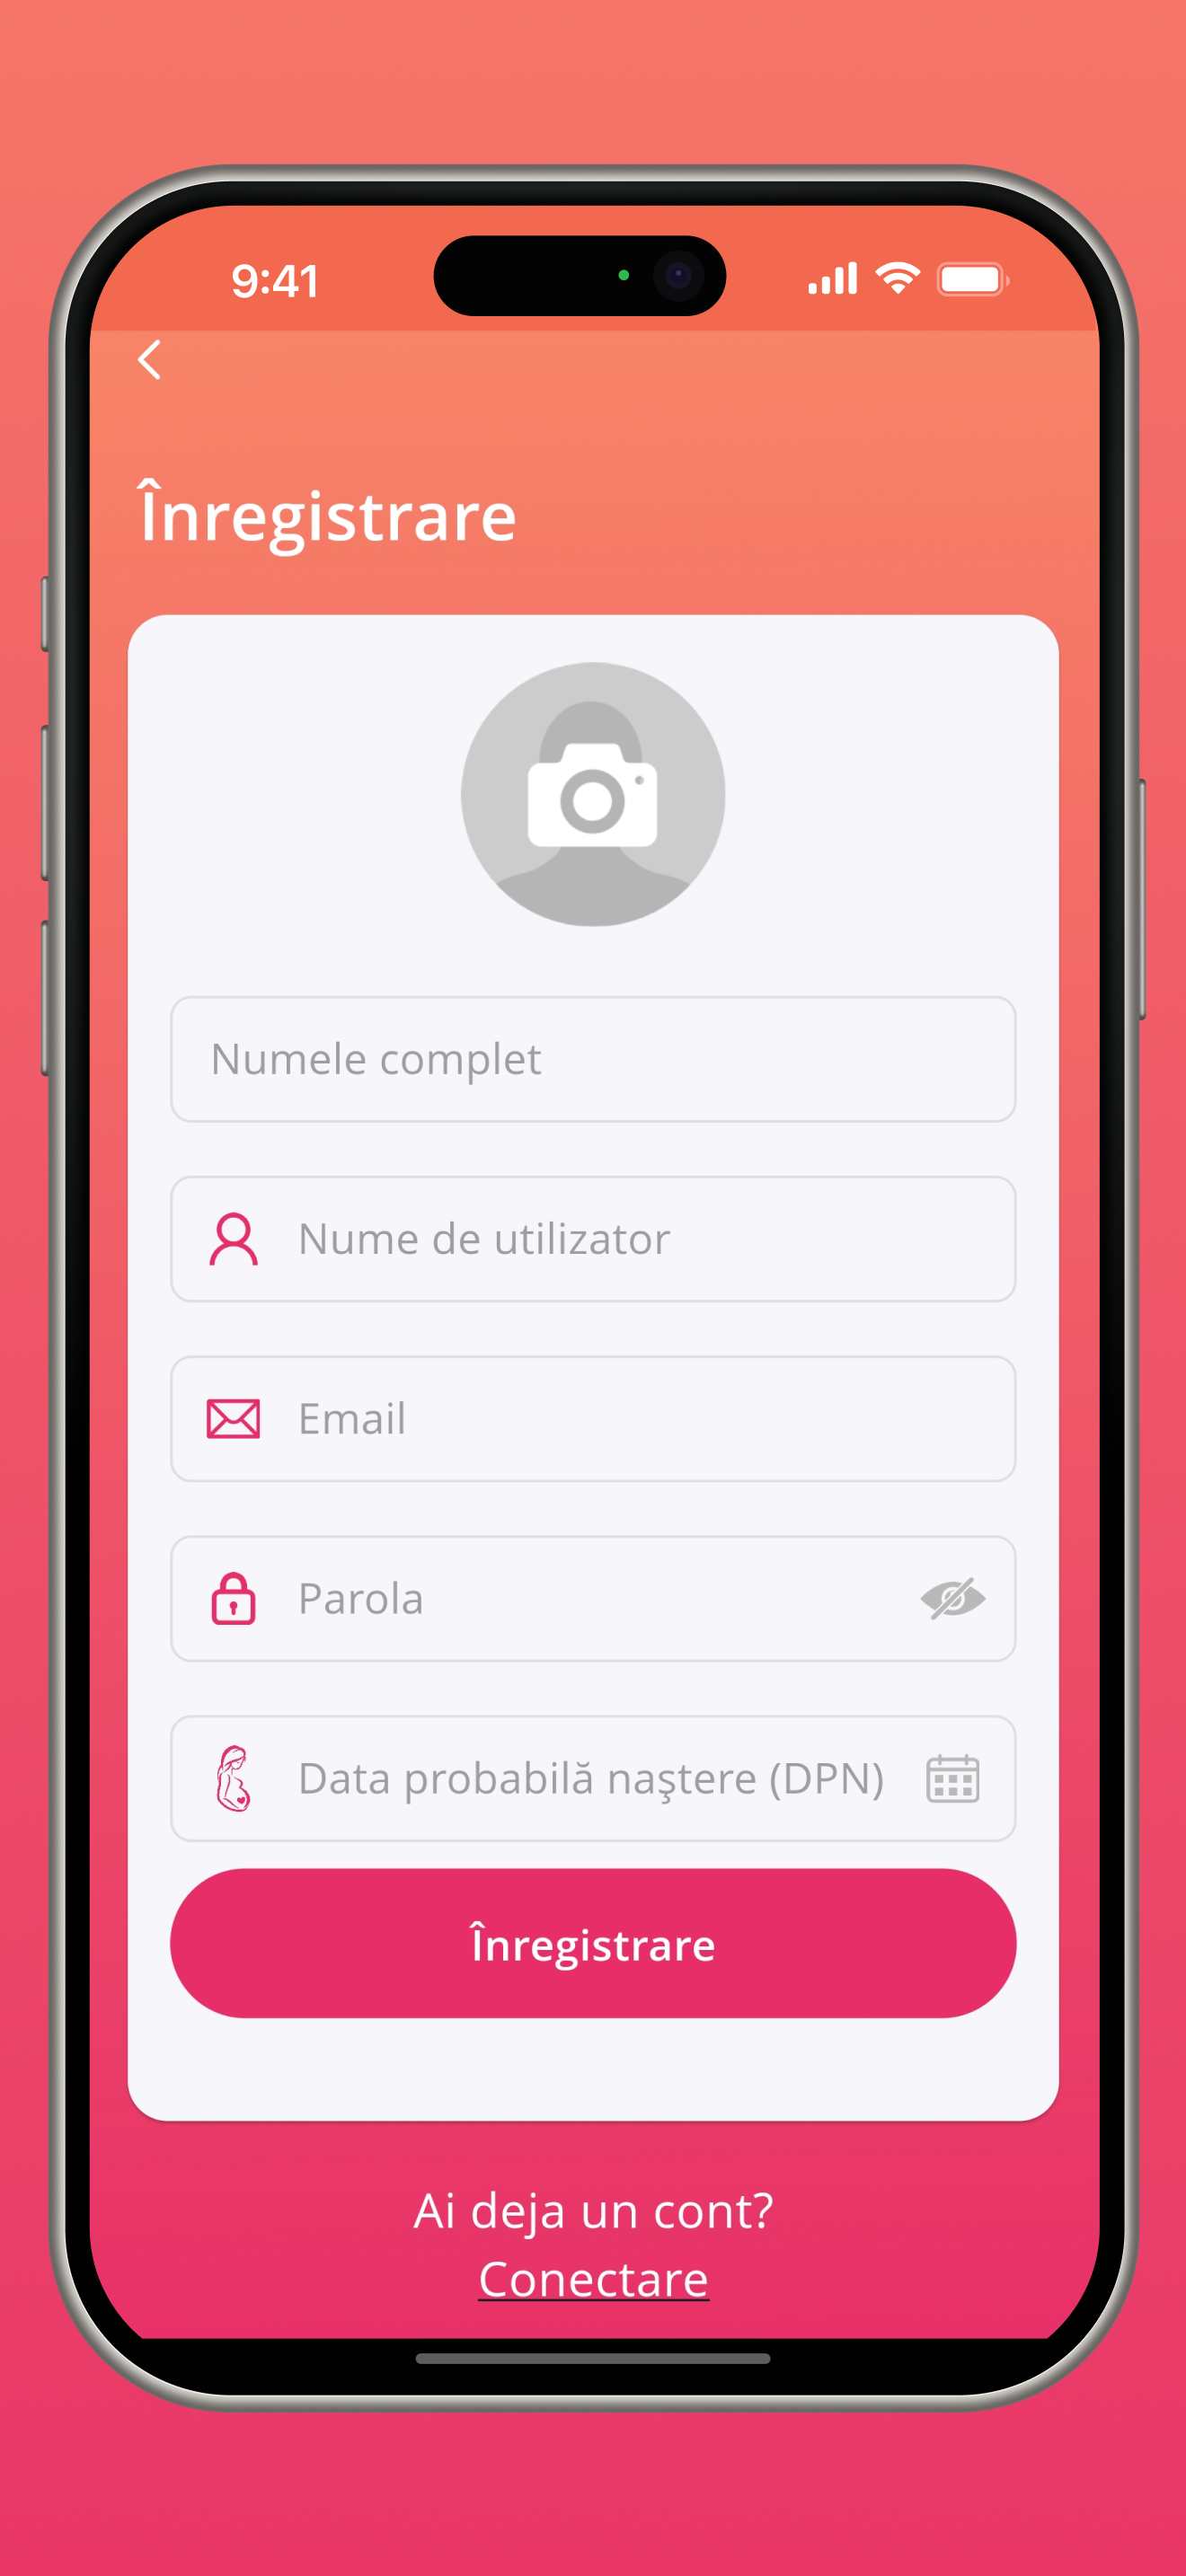 9:41
Înregistrare
Numele complet
Nume de utilizator
Email
Parola
Data probabilă naştere (DPN)
Înregistrare
Ai deja un cont?
Conectare